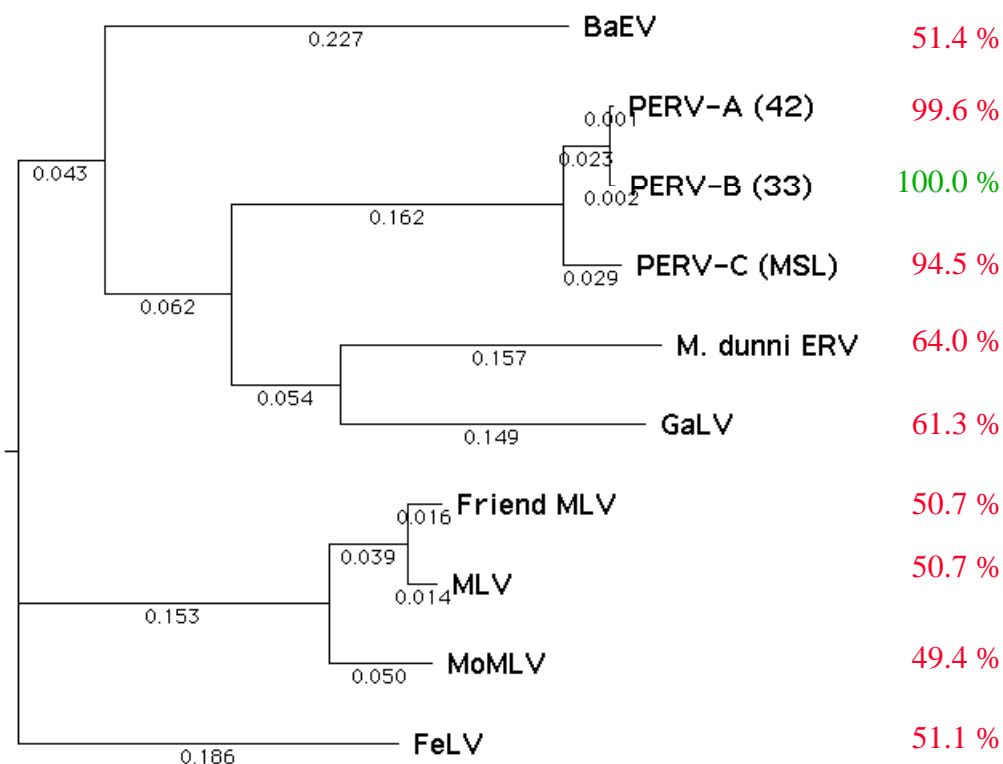 BaEV 51.4 %
0.227
PERV-A (42) 99.6 %
0.001
0.023
0.043
PERV-B (33) 100.0 %
0.002
0.162
PERV-C (MSL) 94.5 %
0.029
0.062
M. dunni ERV 64.0 %
0.157
0.054
GaLV 61.3 %
0.149
Friend MLV 50.7 %
0.016
0.039
MLV 50.7 %
0.014
0.153
MoMLV 49.4 %
0.050
FeLV 51.1 %
0.186